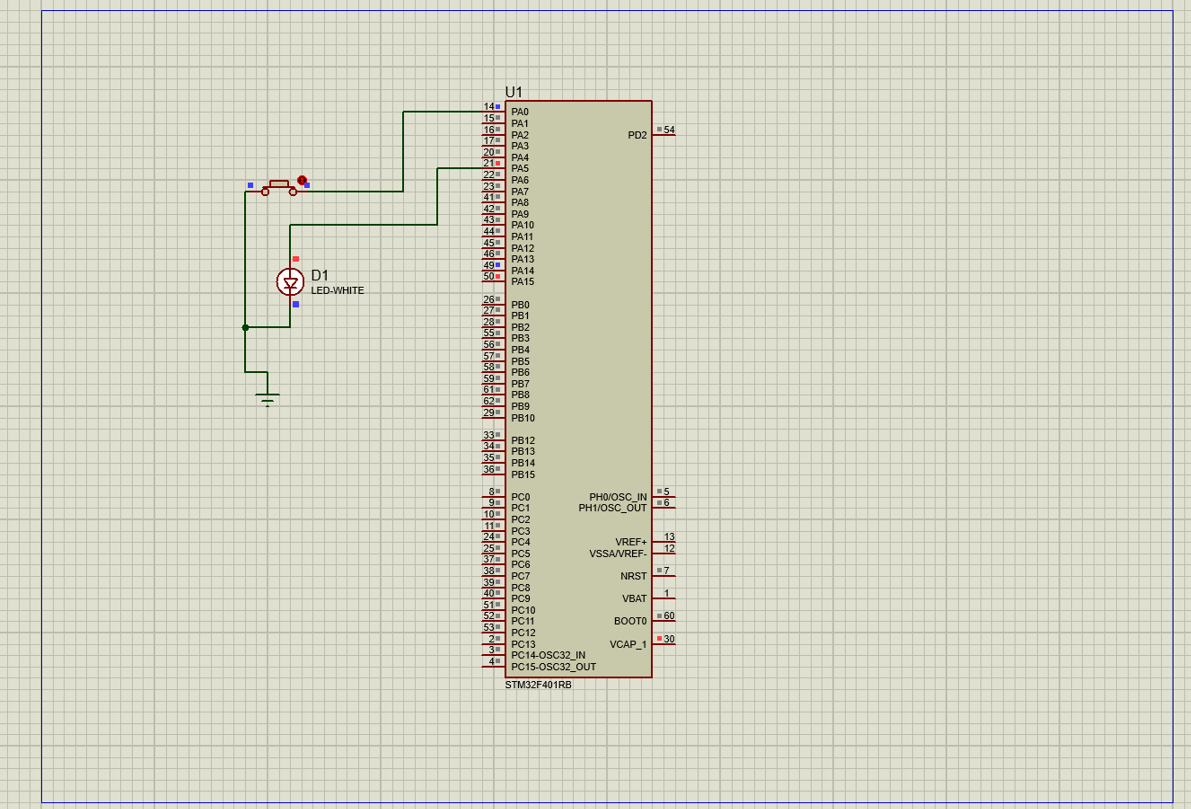 U1
14 PA0
15 PA1
16 PA2
17 PA3
20 PA4
21 PA5
22 PA6
23 PA7
41 PA8
42 PA9
43 PA10
44 PA11
45 PA12
46 PA13
49 PA14
50 PA15
26 PB0
27 PB1
28 PB2
55 PB3
56 PB4
57 PB5
58 PB6
59 PB7
61 PB8
62 PB9
29 PB10
33 PB12
34 PB13
35 PB14
36 PB15
8 PC0
9 PC1
10 PC2
11 PC3
24 PC4
25 PC5
37 PC6
38 PC7
39 PC8
40 PC9
51 PC10
52 PC11
53 PC12
2 PC13
3 PC14-OSC32_IN
4 PC15-OSC32_OUT
PD2 54
PH0/OSC_IN 5
PH1/OSC_OUT 6
VREF+ 13
VSSA/VREF- 12
NRST 7
VBAT 1
BOOT0 60
VCAP_1 30
STM32F401RB
D1
LED-WHITE